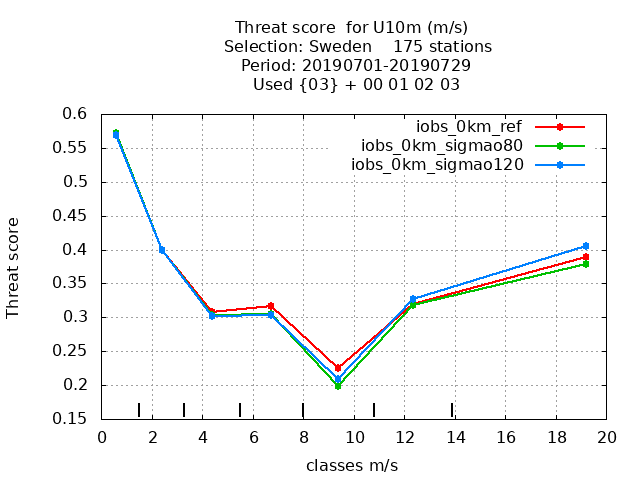 Threat score  for U10m (m/s)
Selection: Sweden    175 stations
Period: 20190701-20190729
Used {03} + 00 01 02 03
iobs_0km_ref
iobs_0km_sigmao80
iobs_0km_sigmao120
0.6
0.55
0.5
0.45
0.4
0.35
0.3
0.25
0.2
0.15
Threat score
0 2 4 6 8 10 12 14 16 18 20
classes m/s